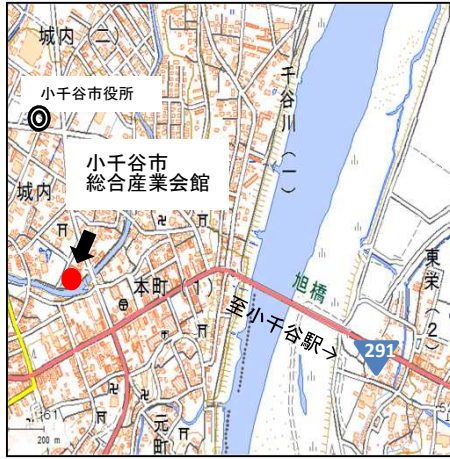 城内(二)
小千谷市役所
千谷川(一)
小千谷市
総合産業会館
城内
本町(1)
旭橋
至小千谷駅→
東栄(2)
291
元町
200 m